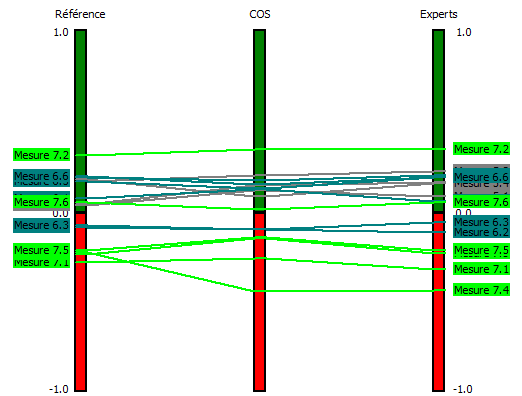 Référence COS Experts
1.0 1.0
Mesure 7.2 Mesure 7.2
Mesure 6.6 Mesure 6.6
Mesure 7.6 Mesure 7.6
0.0
Mesure 6.3 Mesure 6.3
Mesure 6.2
Mesure 7.5 Mesure 7.5
Mesure 7.1 Mesure 7.1
Mesure 7.4
-1.0 -1.0